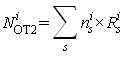 N^i_OT2 = ∑_s n^i_s × R^i_s